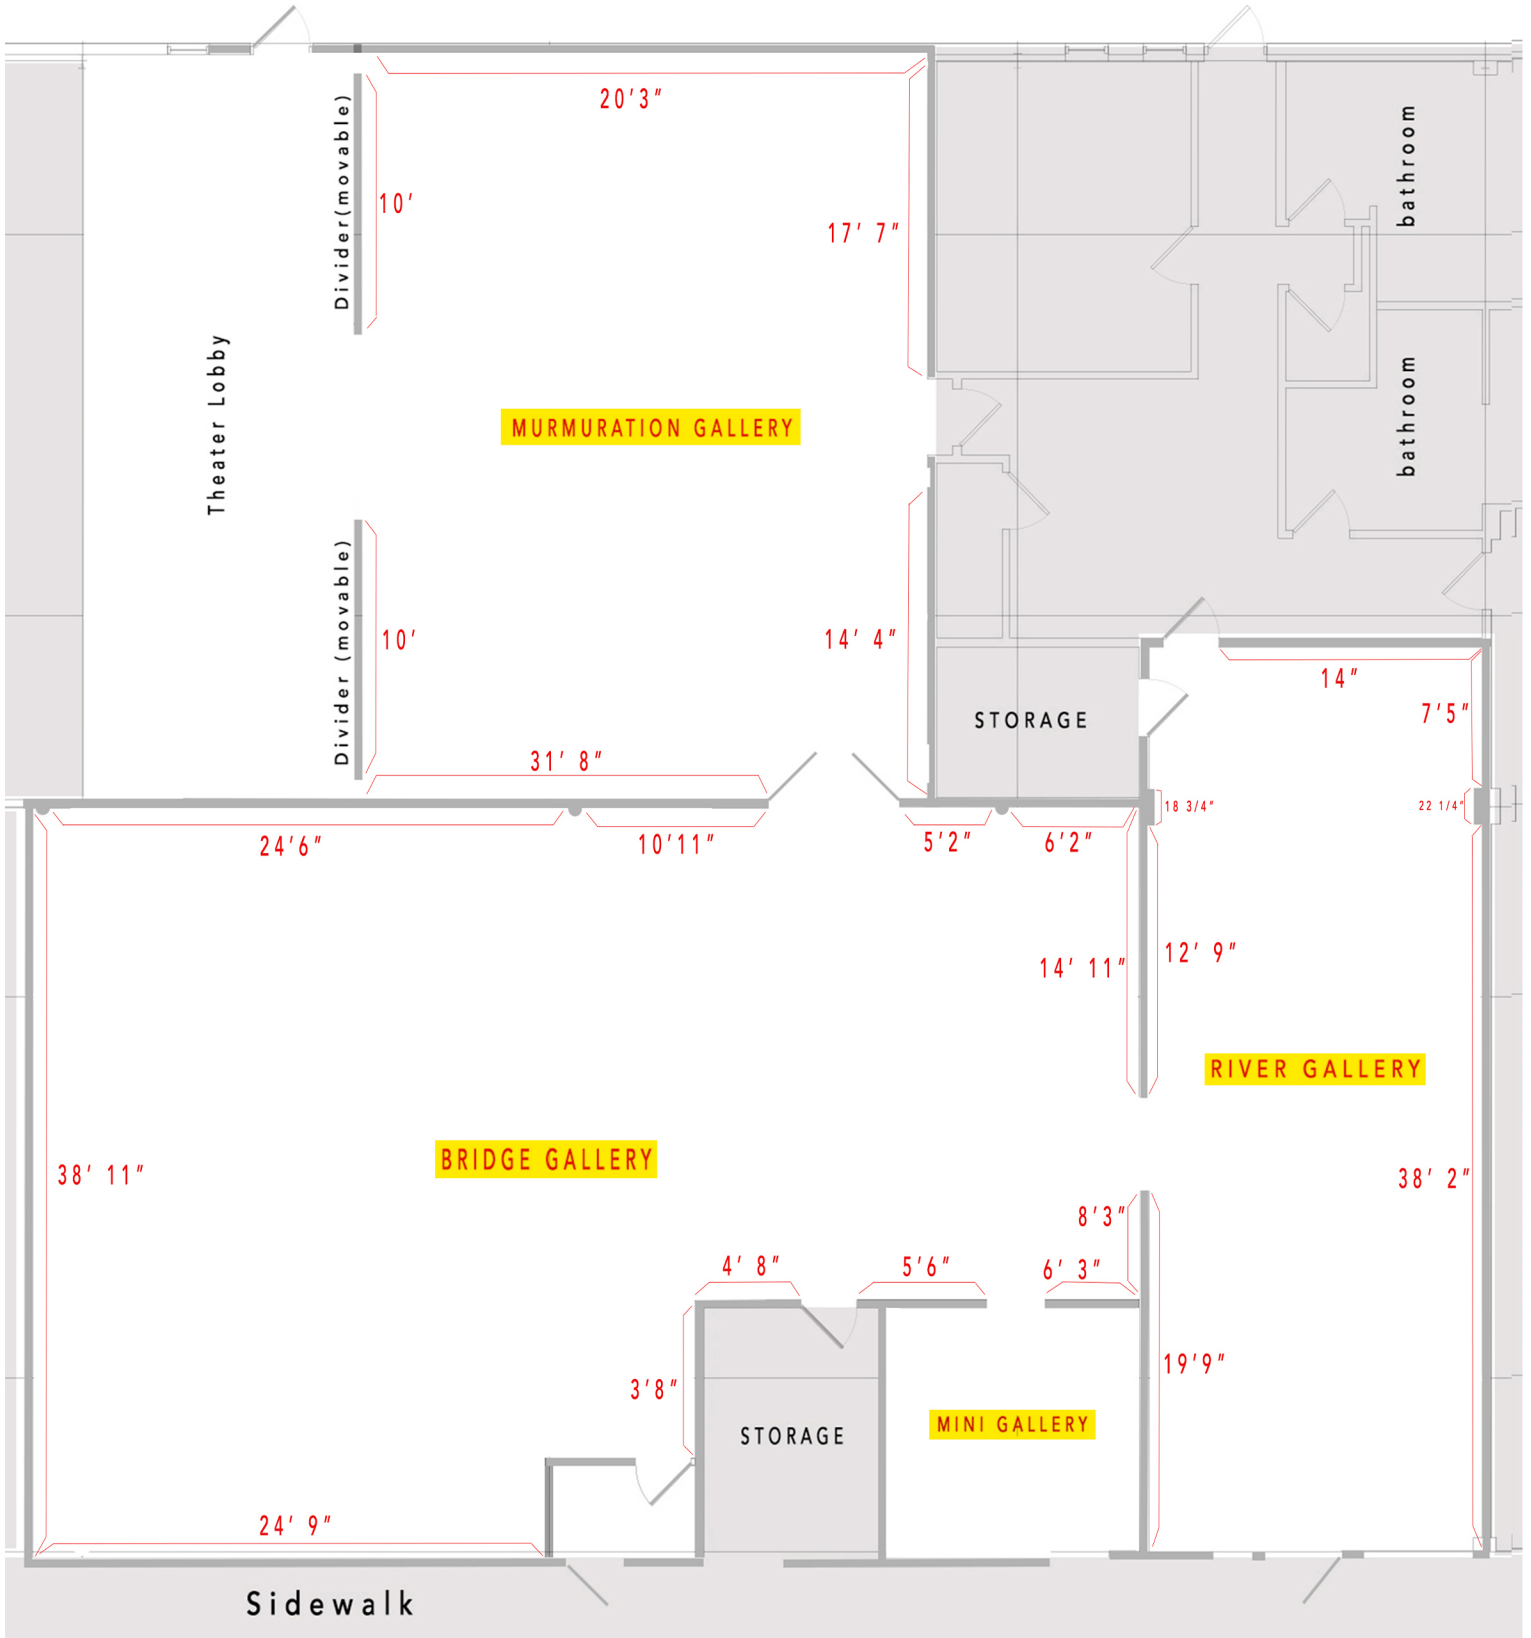 20'3"
Divider(movable)
10'
17' 7"
bathroom
Theater Lobby
MURMURATION GALLERY
bathroom
Divider (movable)
10'
14' 4"
14"
STORAGE
7'5"
31' 8"
18 3/4"
22 1/4"
24'6"
10'11"
5'2"
6'2"
14' 11"
12' 9"
RIVER GALLERY
BRIDGE GALLERY
38' 11"
38' 2"
8'3"
4' 8"
5'6"
6' 3"
19'9"
3'8"
STORAGE
MINI GALLERY
24' 9"
Sidewalk